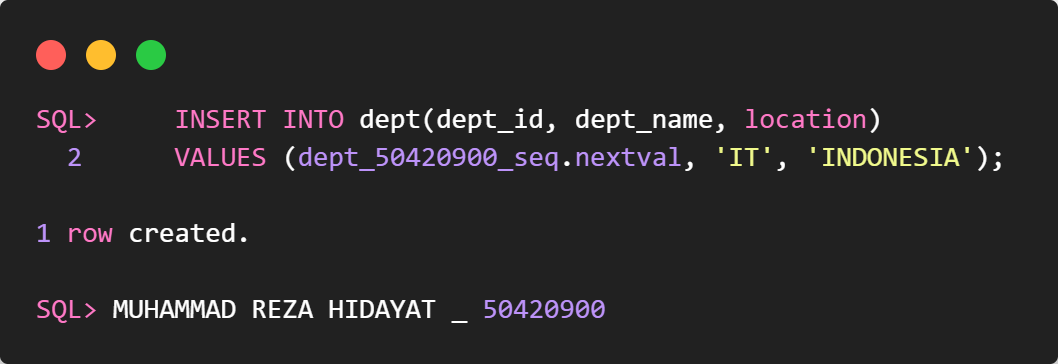 SQL>     INSERT INTO dept(dept_id, dept_name, location)
  2      VALUES (dept_50420900_seq.nextval, 'IT', 'INDONESIA');
1 row created.
SQL> MUHAMMAD REZA HIDAYAT _ 50420900